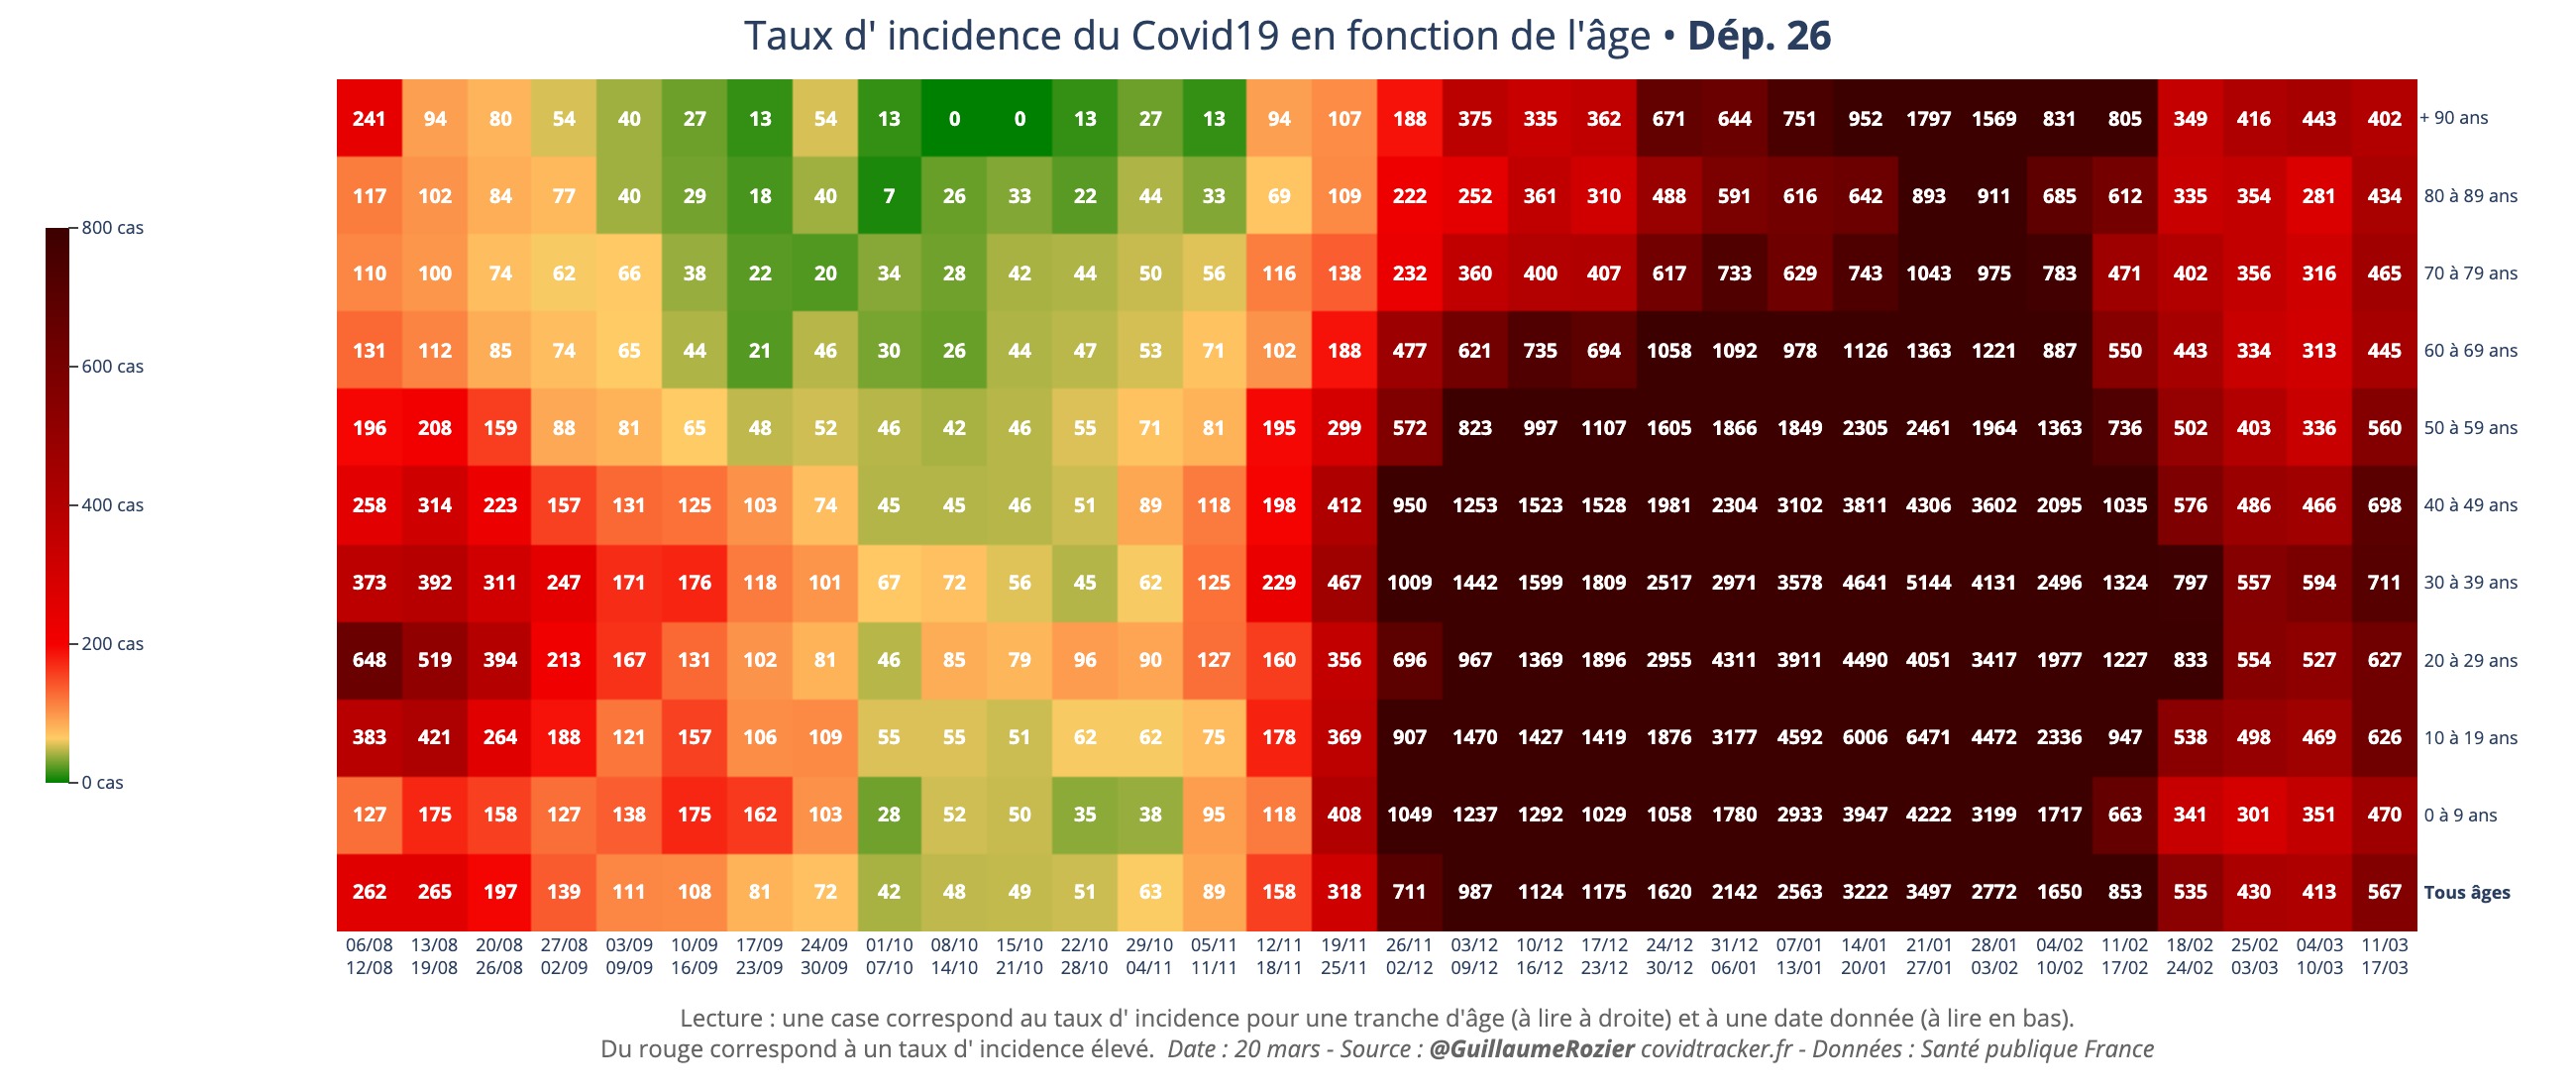 Taux d' incidence du Covid19 en fonction de l'âge • Dép. 26
800 cas
600 cas
400 cas
200 cas
0 cas
241 94 80 54 40 27 13 54 13 0 0 13 27 13 94 107 188 375 335 362 671 644 751 952 1797 1569 831 805 349 416 443 402 + 90 ans
117 102 84 77 40 29 18 40 7 26 33 22 44 33 69 109 222 252 361 310 488 591 616 642 893 911 685 612 335 354 281 434 80 à 89 ans
110 100 74 62 66 38 22 20 34 28 42 44 50 56 116 138 232 360 400 407 617 733 629 743 1043 975 783 471 402 356 316 465 70 à 79 ans
131 112 85 74 65 44 21 46 30 26 44 47 53 71 102 188 477 621 735 694 1058 1092 978 1126 1363 1221 887 550 443 334 313 445 60 à 69 ans
196 208 159 88 81 65 48 52 46 42 46 55 71 81 195 299 572 823 997 1107 1605 1866 1849 2305 2461 1964 1363 736 502 403 336 560 50 à 59 ans
258 314 223 157 131 125 103 74 45 45 46 51 89 118 198 412 950 1253 1523 1528 1981 2304 3102 3811 4306 3602 2095 1035 576 486 466 698 40 à 49 ans
373 392 311 247 171 176 118 101 67 72 56 45 62 125 229 467 1009 1442 1599 1809 2517 2971 3578 4641 5144 4131 2496 1324 797 557 594 711 30 à 39 ans
648 519 394 213 167 131 102 81 46 85 79 96 90 127 160 356 696 967 1369 1896 2955 4311 3911 4490 4051 3417 1977 1227 833 554 527 627 20 à 29 ans
383 421 264 188 121 157 106 109 55 55 51 62 62 75 178 369 907 1470 1427 1419 1876 3177 4592 6006 6471 4472 2336 947 538 498 469 626 10 à 19 ans
127 175 158 127 138 175 162 103 28 52 50 35 38 95 118 408 1049 1237 1292 1029 1058 1780 2933 3947 4222 3199 1717 663 341 301 351 470 0 à 9 ans
262 265 197 139 111 108 81 72 42 48 49 51 63 89 158 318 711 987 1124 1175 1620 2142 2563 3222 3497 2772 1650 853 535 430 413 567 Tous âges
06/08 13/08 20/08 27/08 03/09 10/09 17/09 24/09 01/10 08/10 15/10 22/10 29/10 05/11 12/11 19/11 26/11 03/12 10/12 17/12 24/12 31/12 07/01 14/01 21/01 28/01 04/02 11/02 18/02 25/02 04/03 11/03
12/08 19/08 26/08 02/09 09/09 16/09 23/09 30/09 07/10 14/10 21/10 28/10 04/11 11/11 18/11 25/11 02/12 09/12 16/12 23/12 30/12 06/01 13/01 20/01 27/01 03/02 10/02 17/02 24/02 03/03 10/03 17/03
Lecture : une case correspond au taux d' incidence pour une tranche d'âge (à lire à droite) et à une date donnée (à lire en bas).
Du rouge correspond à un taux d' incidence élevé. Date : 20 mars - Source : @GuillaumeRozier covidtracker.fr - Données : Santé publique France